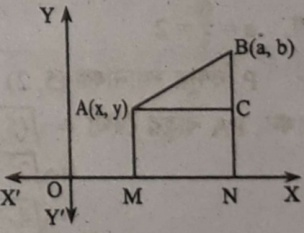 Y
B(a, b)
A(x, y)
C
X' O M N X
Y'